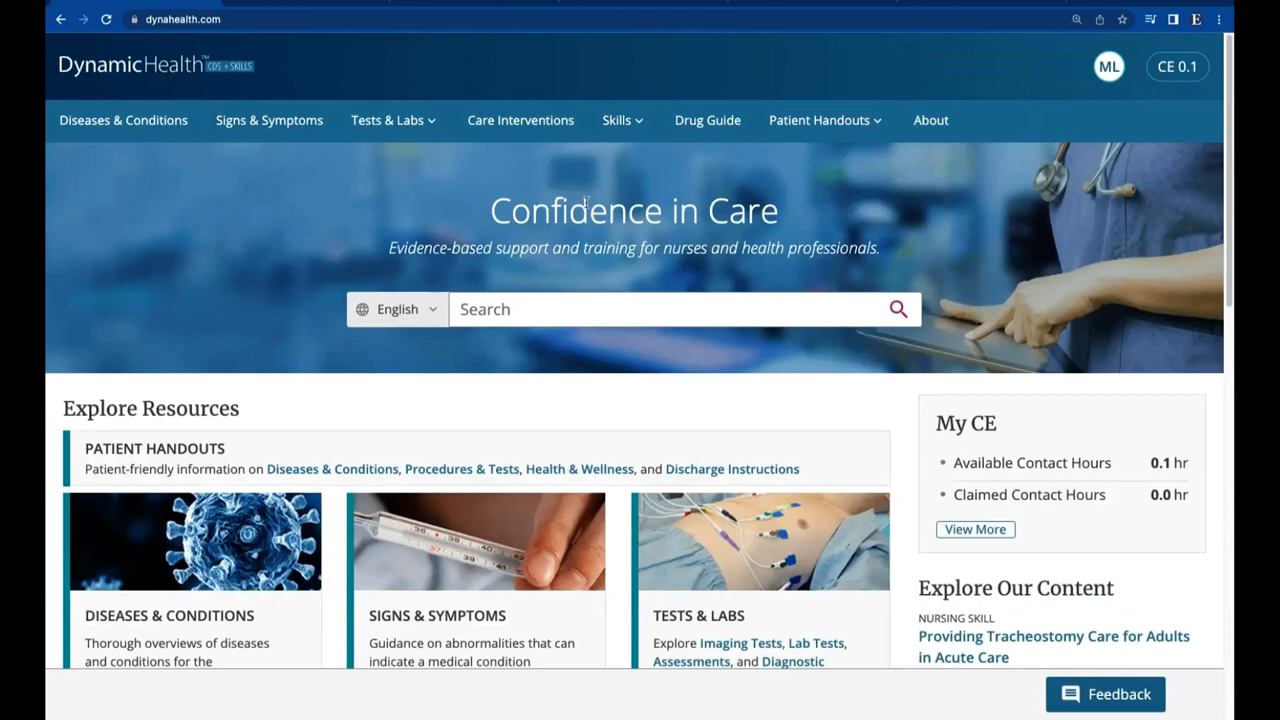 dynahealth.com
E
DynamicHealth™ CDS + SKILLS
ML
CE 0.1
Diseases & Conditions
Signs & Symptoms
Tests & Labs
Care Interventions
Skills
Drug Guide
Patient Handouts
About
Confidence in Care
Evidence-based support and training for nurses and health professionals.
English
Search
Explore Resources
PATIENT HANDOUTS
Patient-friendly information on Diseases & Conditions, Procedures & Tests, Health & Wellness, and Discharge Instructions
DISEASES & CONDITIONS
Thorough overviews of diseases
and conditions for the
SIGNS & SYMPTOMS
Guidance on abnormalities that can
indicate a medical condition
TESTS & LABS
Explore Imaging Tests, Lab Tests,
Assessments, and Diagnostic
My CE
Available Contact Hours 0.1 hr
Claimed Contact Hours 0.0 hr
View More
Explore Our Content
NURSING SKILL
Providing Tracheostomy Care for Adults
in Acute Care
Feedback